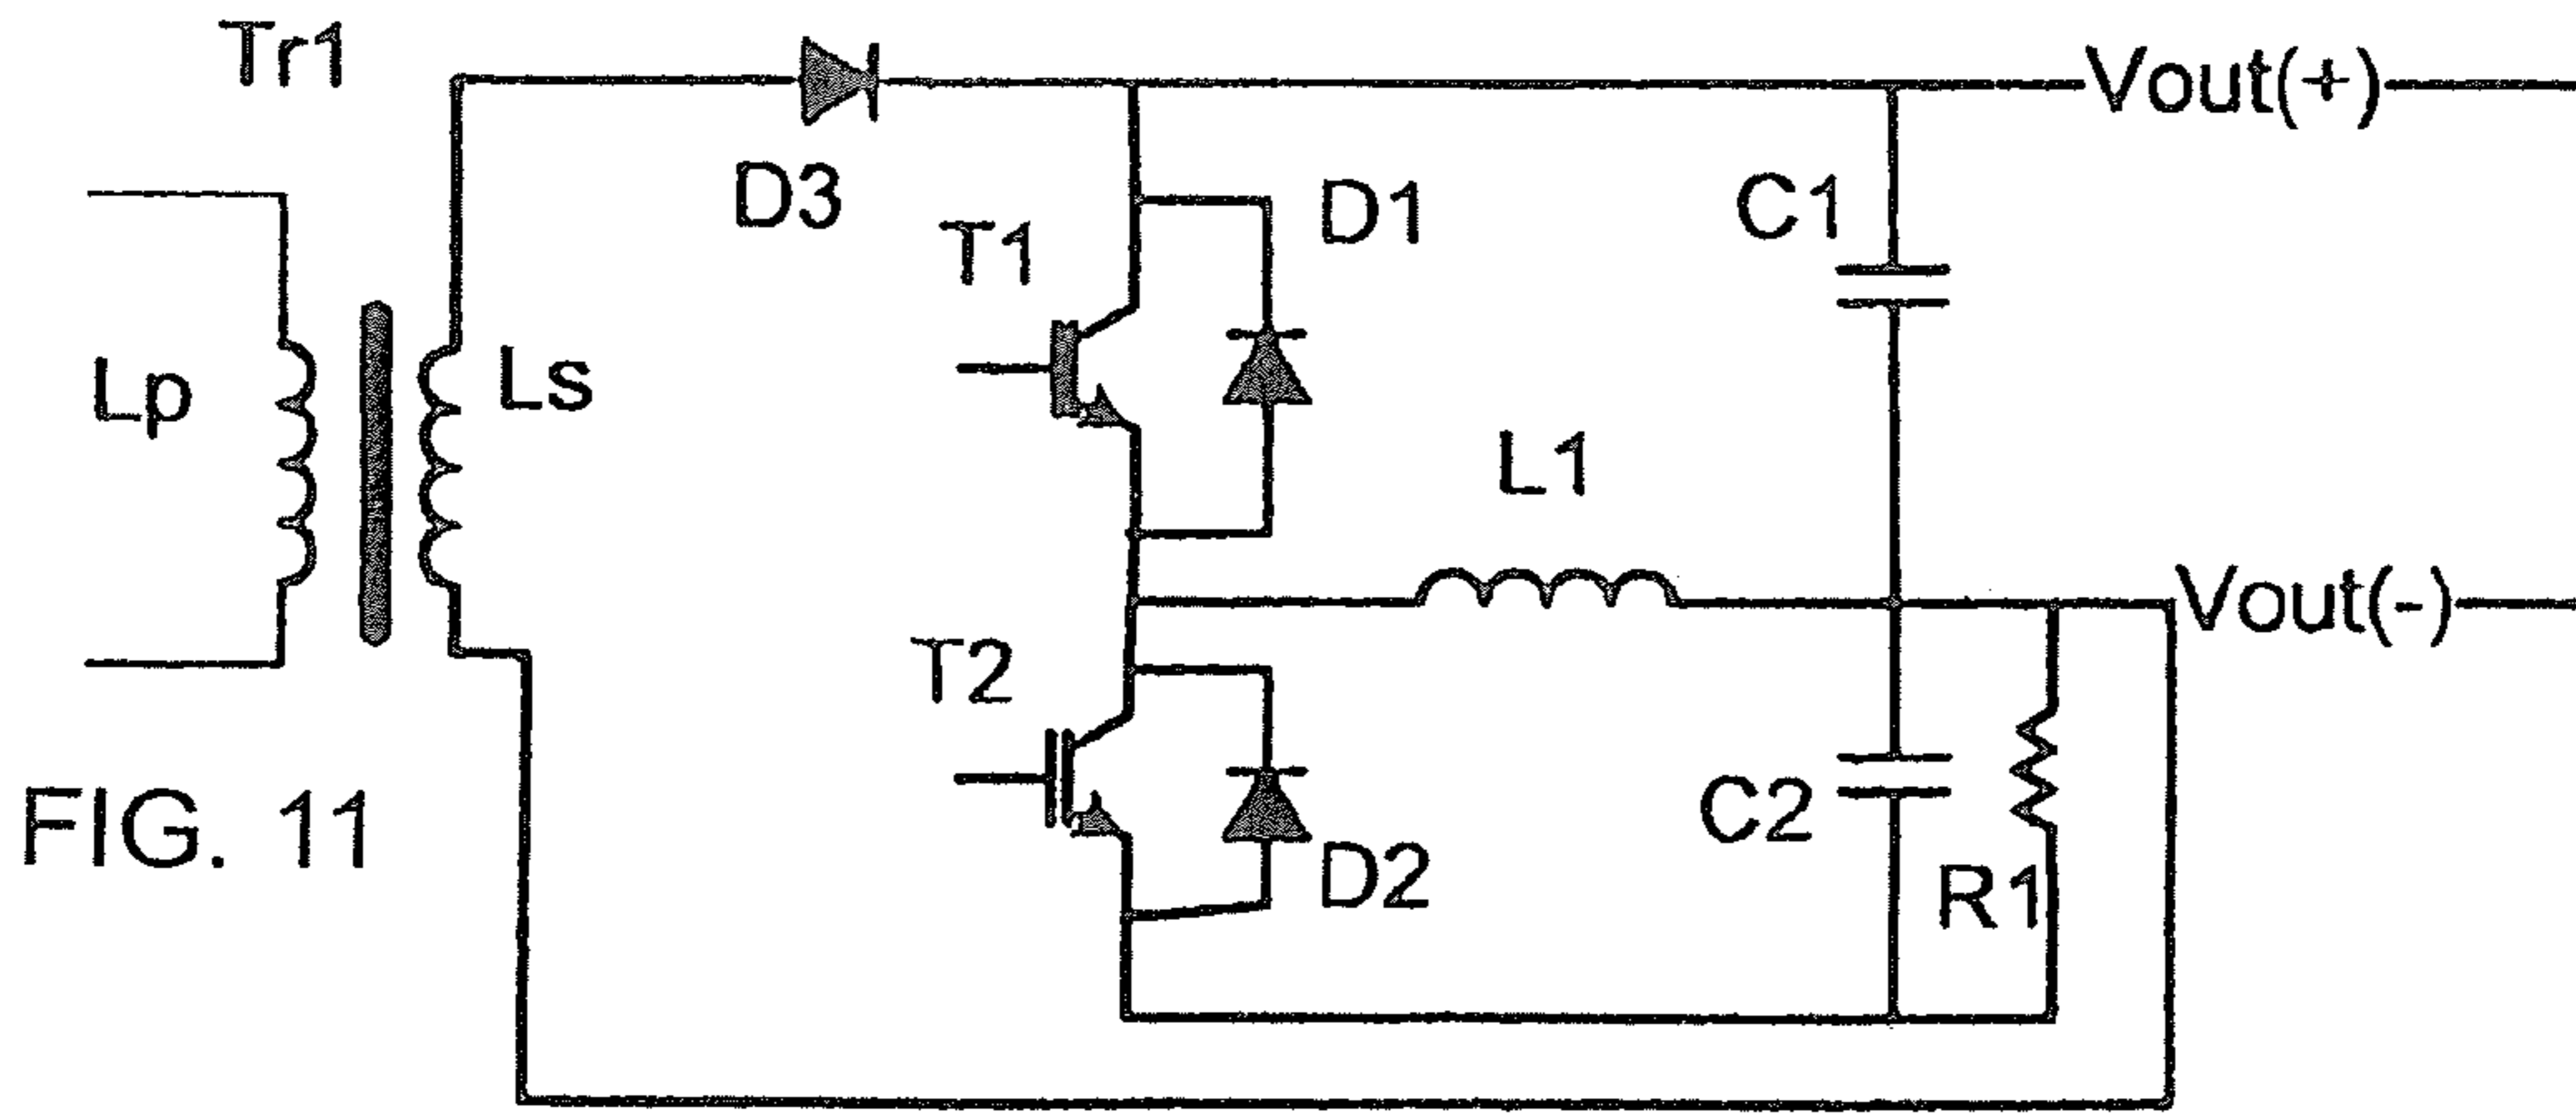 Tr1
Vout(+)
D3
D1
C1
T1
Lp
Ls
L1
Vout(-)
T2
FIG. 11
C2
D2
R1